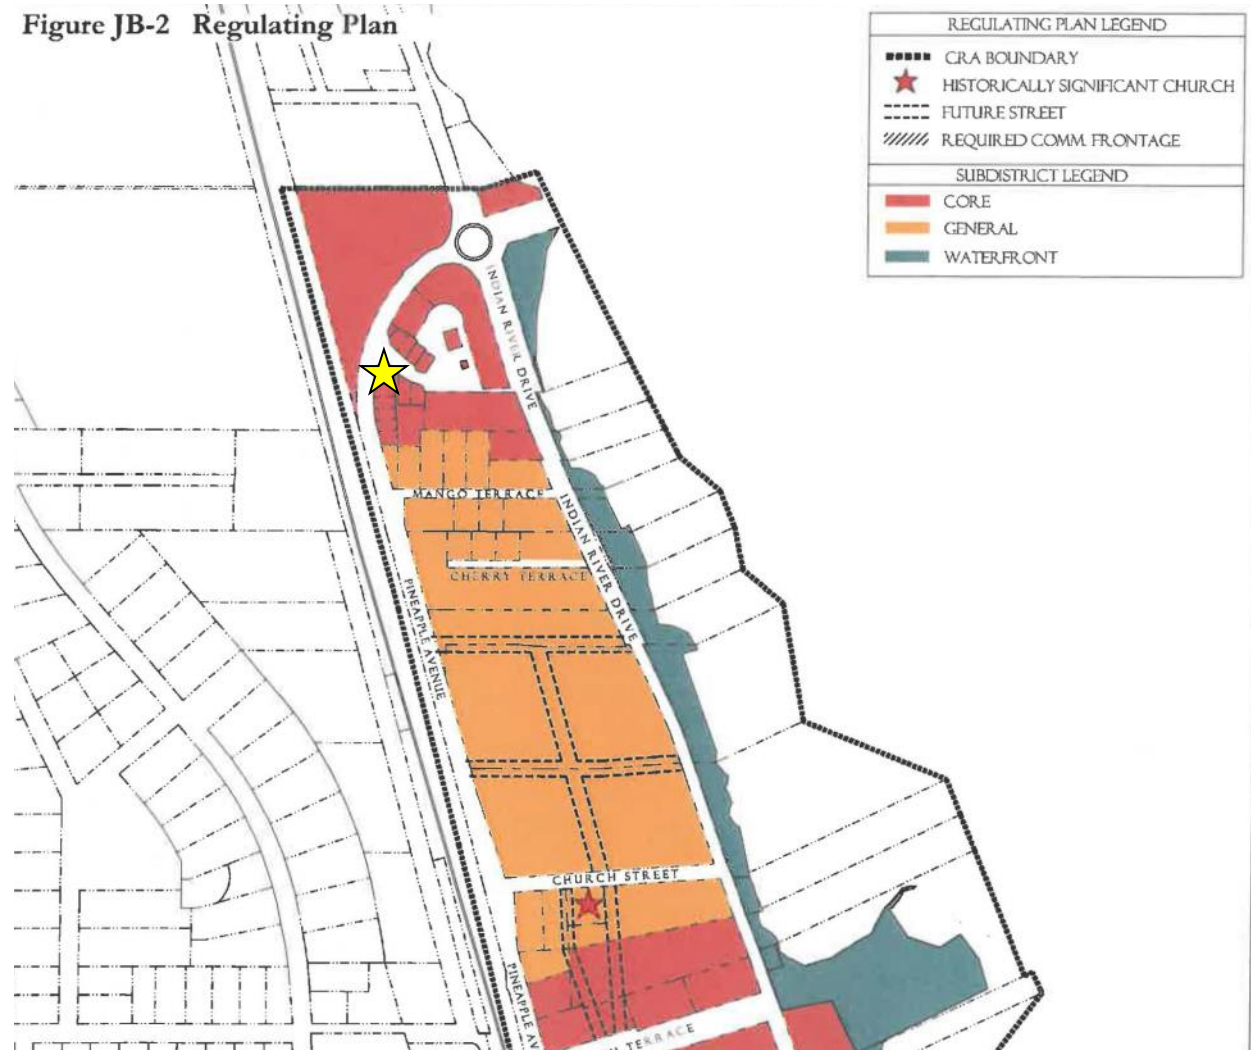 Figure JB-2 Regulating Plan
REGULATING PLAN LEGEND
CRA BOUNDARY
HISTORICALLY SIGNIFICANT CHURCH
FUTURE STREET
REQUIRED COMM. FRONTAGE
SUBDISTRICT LEGEND
CORE
GENERAL
WATERFRONT
INDIAN RIVER DRIVE
MANGO TERRACE
INDIAN RIVER DRIVE
CHERRY TERRACE
PINEAPPLE AVENUE
CHURCH STREET
PINEAPPLE AV
TERRACE